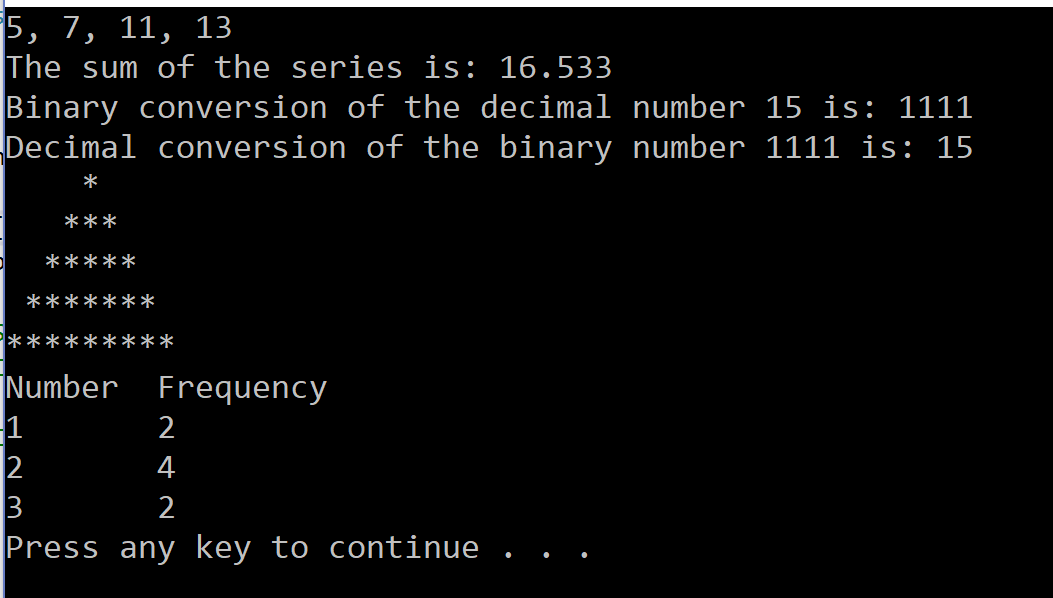 5, 7, 11, 13
The sum of the series is: 16.533
Binary conversion of the decimal number 15 is: 1111
Decimal conversion of the binary number 1111 is: 15
    *
   ***
  *****
 *******
*********
Number  Frequency
1       2
2       4
3       2
Press any key to continue . . .